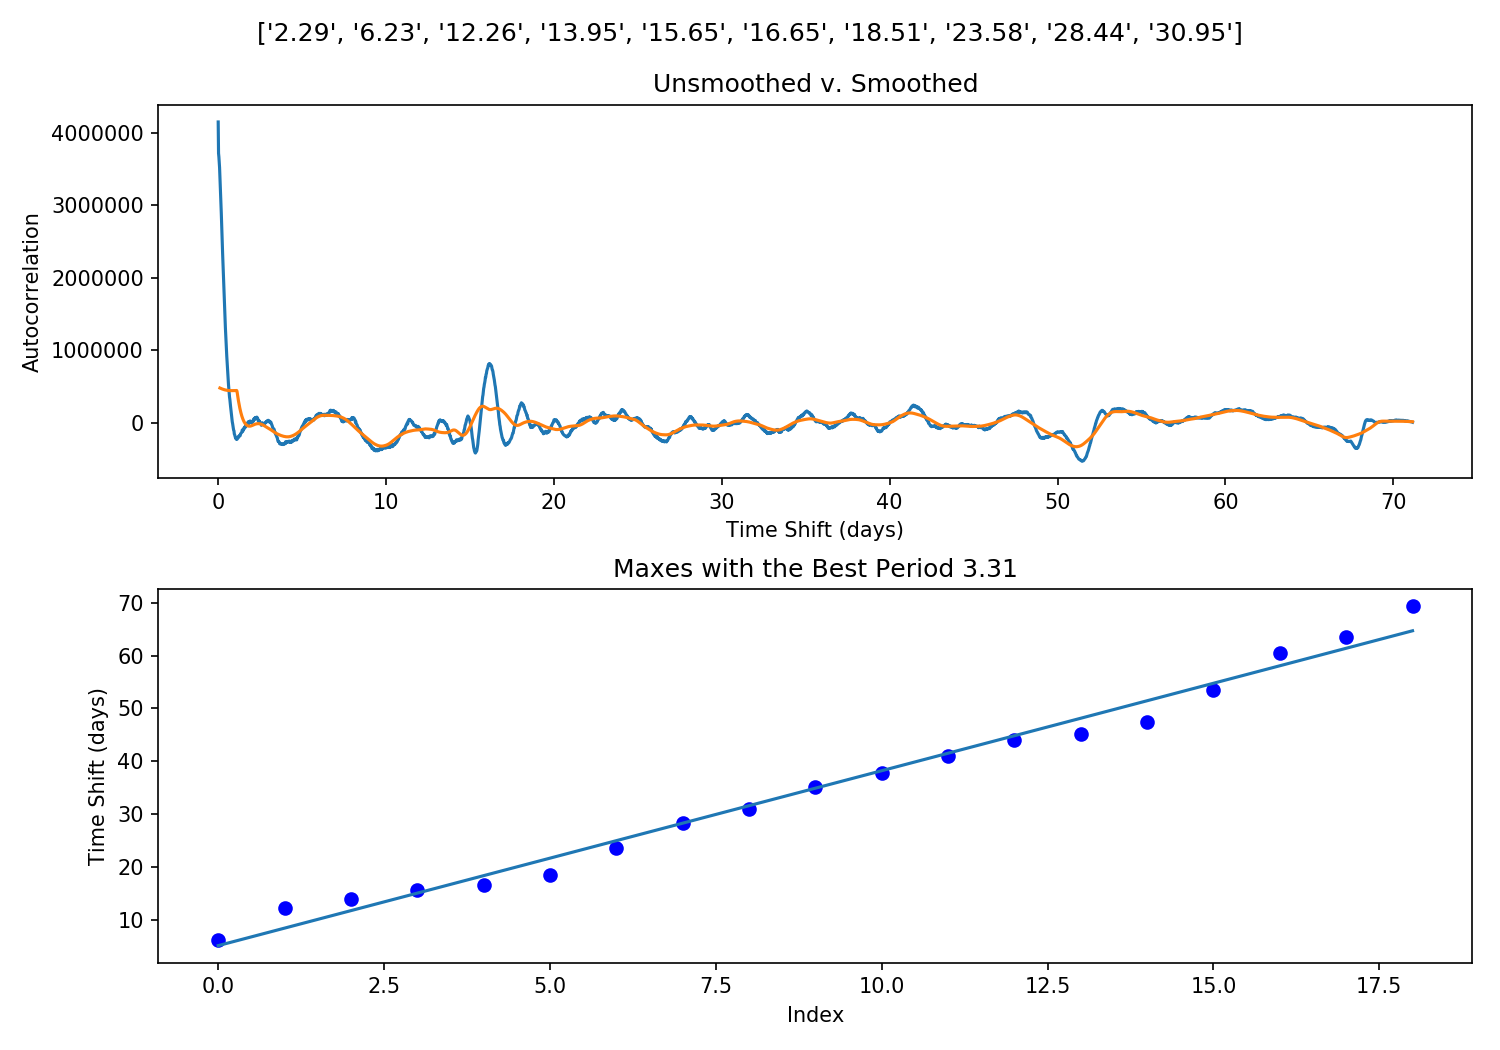 ['2.29', '6.23', '12.26', '13.95', '15.65', '16.65', '18.51', '23.58', '28.44', '30.95']
Unsmoothed v. Smoothed
4000000
3000000
2000000
1000000
0
Autocorrelation
0 10 20 30 40 50 60 70
Time Shift (days)
Maxes with the Best Period 3.31
70
60
50
40
30
20
10
Time Shift (days)
0.0 2.5 5.0 7.5 10.0 12.5 15.0 17.5
Index